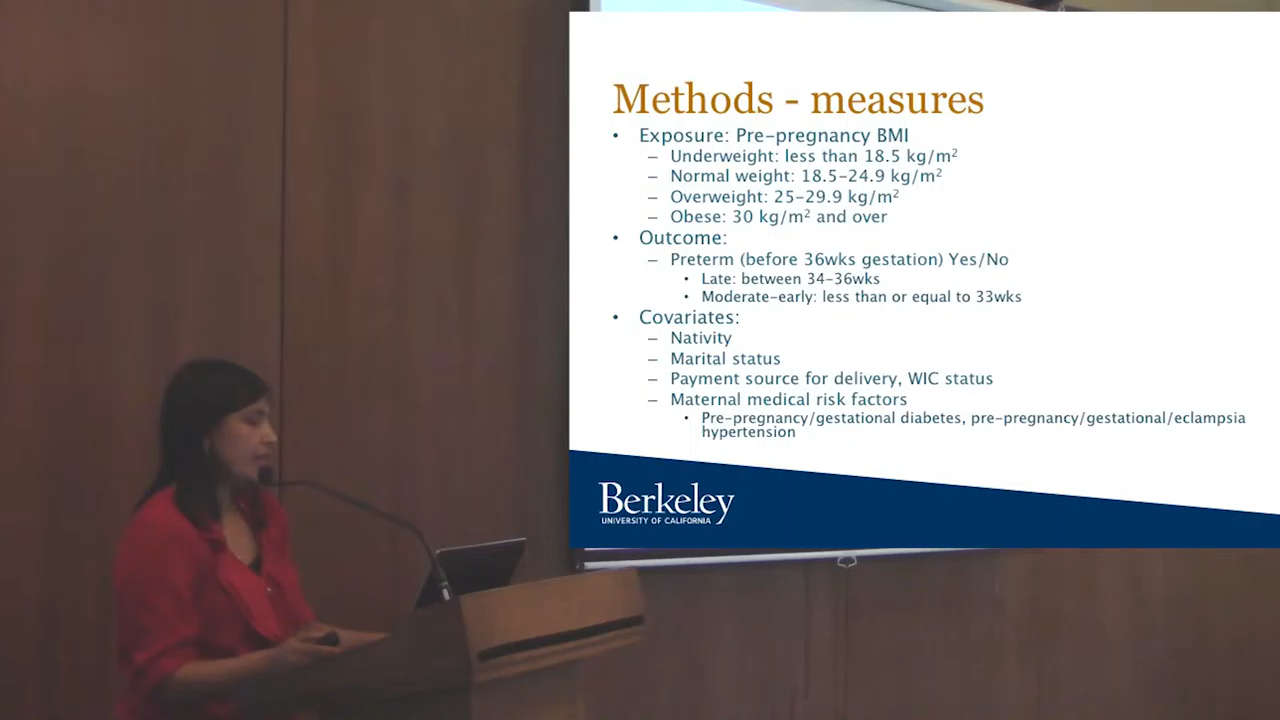 Methods - measures
• Exposure: Pre-pregnancy BMI
– Underweight: less than 18.5 kg/m²
– Normal weight: 18.5–24.9 kg/m²
– Overweight: 25–29.9 kg/m²
– Obese: 30 kg/m² and over
• Outcome:
– Preterm (before 36wks gestation) Yes/No
• Late: between 34–36wks
• Moderate-early: less than or equal to 33wks
• Covariates:
– Nativity
– Marital status
– Payment source for delivery, WIC status
– Maternal medical risk factors
• Pre-pregnancy/gestational diabetes, pre-pregnancy/gestational/eclampsia
hypertension
Berkeley
UNIVERSITY OF CALIFORNIA